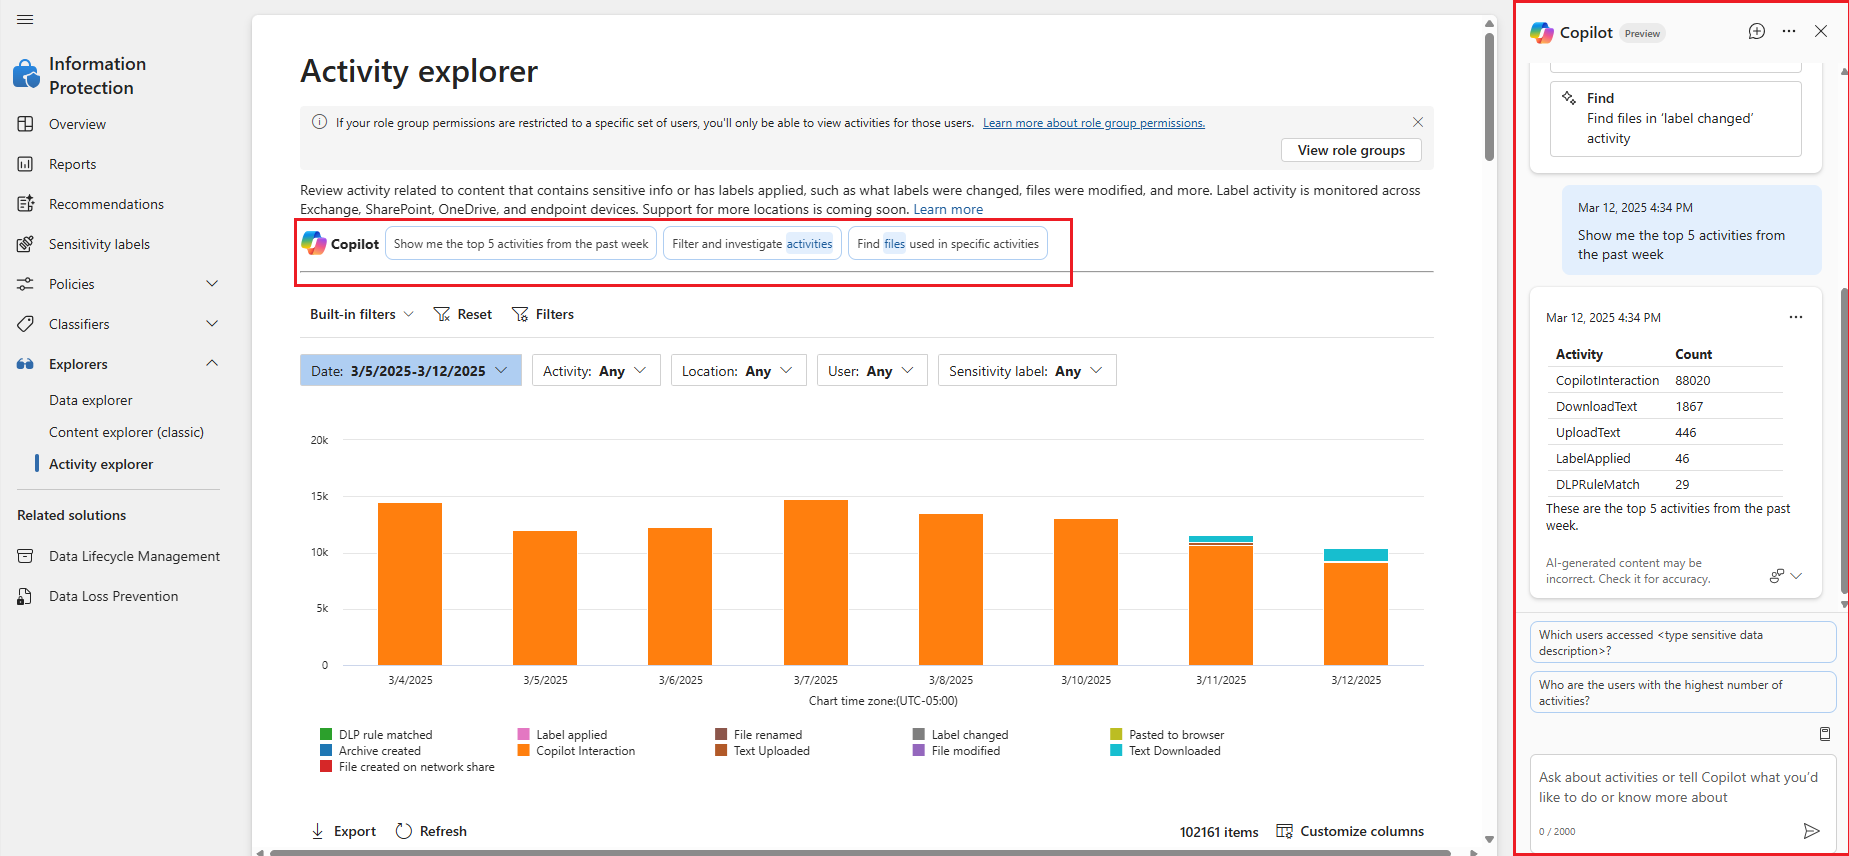 Information
Protection
Overview
Reports
Recommendations
Sensitivity labels
Policies
Classifiers
Explorers
Data explorer
Content explorer (classic)
Activity explorer
Related solutions
Data Lifecycle Management
Data Loss Prevention
Activity explorer
If your role group permissions are restricted to a specific set of users, you'll only be able to view activities for those users. Learn more about role group permissions.
View role groups
Review activity related to content that contains sensitive info or has labels applied, such as what labels were changed, files were modified, and more. Label activity is monitored across
Exchange, SharePoint, OneDrive, and endpoint devices. Support for more locations is coming soon. Learn more
Copilot Show me the top 5 activities from the past week Filter and investigate activities Find files used in specific activities
Built-in filters Reset Filters
Date: 3/5/2025-3/12/2025 Activity: Any Location: Any User: Any Sensitivity label: Any
20k
15k
10k
5k
0
3/4/2025 3/5/2025 3/6/2025 3/7/2025 3/8/2025 3/10/2025 3/11/2025 3/12/2025
Chart time zone:(UTC-05:00)
DLP rule matched Label applied File renamed Label changed Pasted to browser
Archive created Copilot Interaction Text Uploaded File modified Text Downloaded
File created on network share
Export Refresh 102161 items Customize columns
Copilot Preview
Find
Find files in ‘label changed’
activity
Mar 12, 2025 4:34 PM
Show me the top 5 activities from
the past week
Mar 12, 2025 4:34 PM
Activity Count
CopilotInteraction 88020
DownloadText 1867
UploadText 446
LabelApplied 46
DLPRuleMatch 29
These are the top 5 activities from the past
week.
AI-generated content may be
incorrect. Check it for accuracy.
Which users accessed <type sensitive data
description>?
Who are the users with the highest number of
activities?
Ask about activities or tell Copilot what you’d
like to do or know more about
0 / 2000